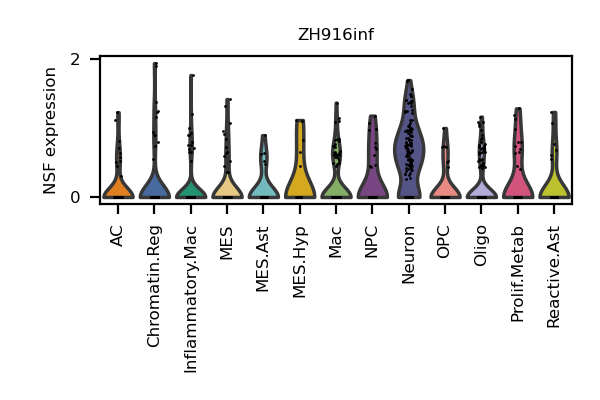 ZH916inf
NSF expression
2
0
AC
Chromatin.Reg
Inflammatory.Mac
MES
MES.Ast
MES.Hyp
Mac
NPC
Neuron
OPC
Oligo
Prolif.Metab
Reactive.Ast